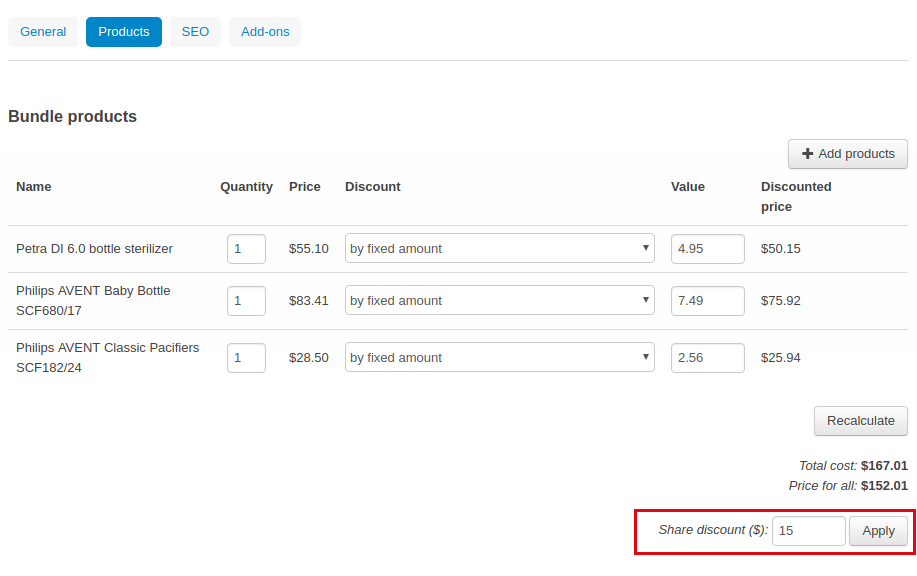 General Products SEO Add-ons
Bundle products
+ Add products
Name Quantity Price Discount Value Discounted
price
Petra DI 6.0 bottle sterilizer 1 $55.10 by fixed amount 4.95 $50.15
Philips AVENT Baby Bottle
SCF680/17 1 $83.41 by fixed amount 7.49 $75.92
Philips AVENT Classic Pacifiers
SCF182/24 1 $28.50 by fixed amount 2.56 $25.94
Recalculate
Total cost: $167.01
Price for all: $152.01
Share discount ($): 15 Apply